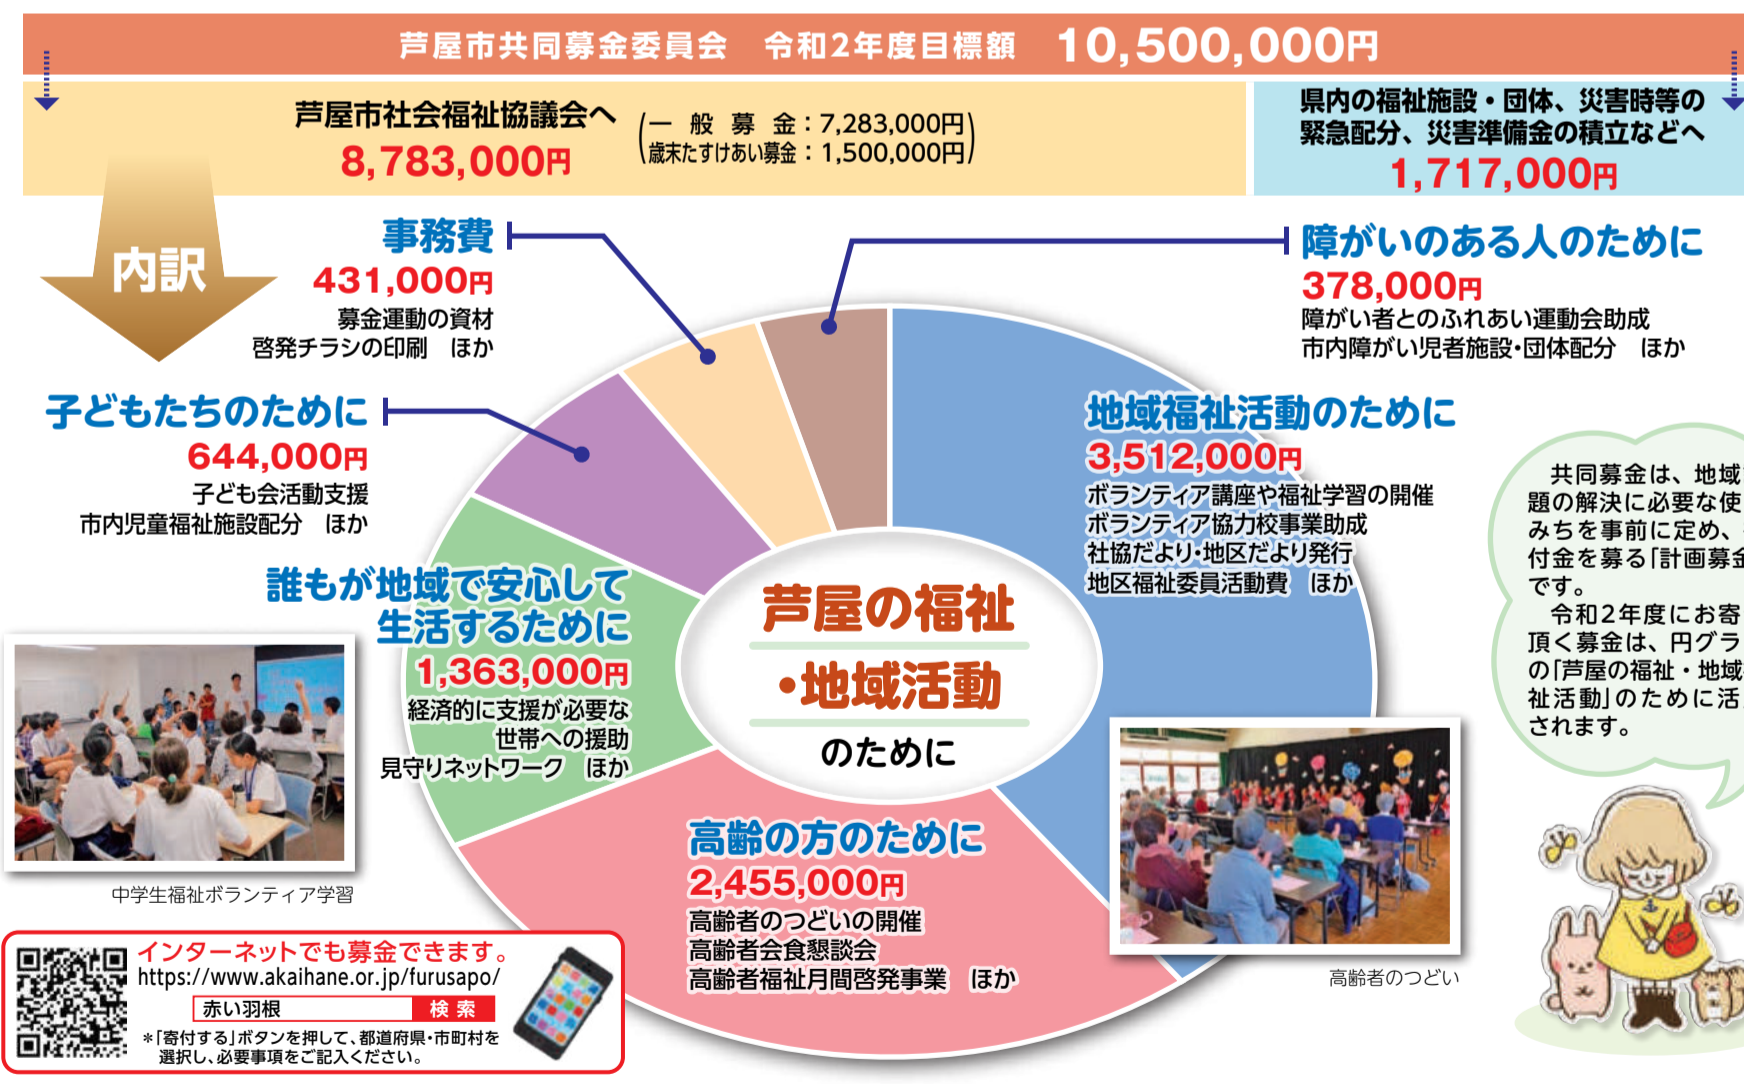 芦屋市共同募金委員会　令和2年度目標額　10,500,000円
芦屋市社会福祉協議会へ
8,783,000円
(一般募金：7,283,000円
歳末たすけあい募金：1,500,000円)
県内の福祉施設・団体、災害時等の
緊急配分、災害準備金の積立などへ
1,717,000円
内訳
事務費
431,000円
募金運動の資材
啓発チラシの印刷　ほか
障がいのある人のために
378,000円
障がい者とのふれあい運動会助成
市内障がい児者施設・団体配分　ほか
子どもたちのために
644,000円
子ども会活動支援
市内児童福祉施設配分　ほか
地域福祉活動のために
3,512,000円
ボランティア講座や福祉学習の開催
ボランティア協力校事業助成
社協だより・地区だより発行
地区福祉委員活動費　ほか
誰もが地域で安心して
生活するために
1,363,000円
経済的に支援が必要な
世帯への援助
見守りネットワーク　ほか
芦屋の福祉
・地域活動
のために
高齢の方のために
2,455,000円
高齢者のつどいの開催
高齢者会食懇談会
高齢者福祉月間啓発事業　ほか
共同募金は、地域
題の解決に必要な使
みちを事前に定め、
付金を募る「計画募金
です。
令和2年度にお寄
頂く募金は、円グラ
の「芦屋の福祉・地域
祉活動」のために活
されます。
中学生福祉ボランティア学習
高齢者のつどい
インターネットでも募金できます。
https://www.akaihane.or.jp/furusapo/
赤い羽根　検索
＊「寄付する」ボタンを押して、都道府県・市町村を
選択し、必要事項をご記入ください。